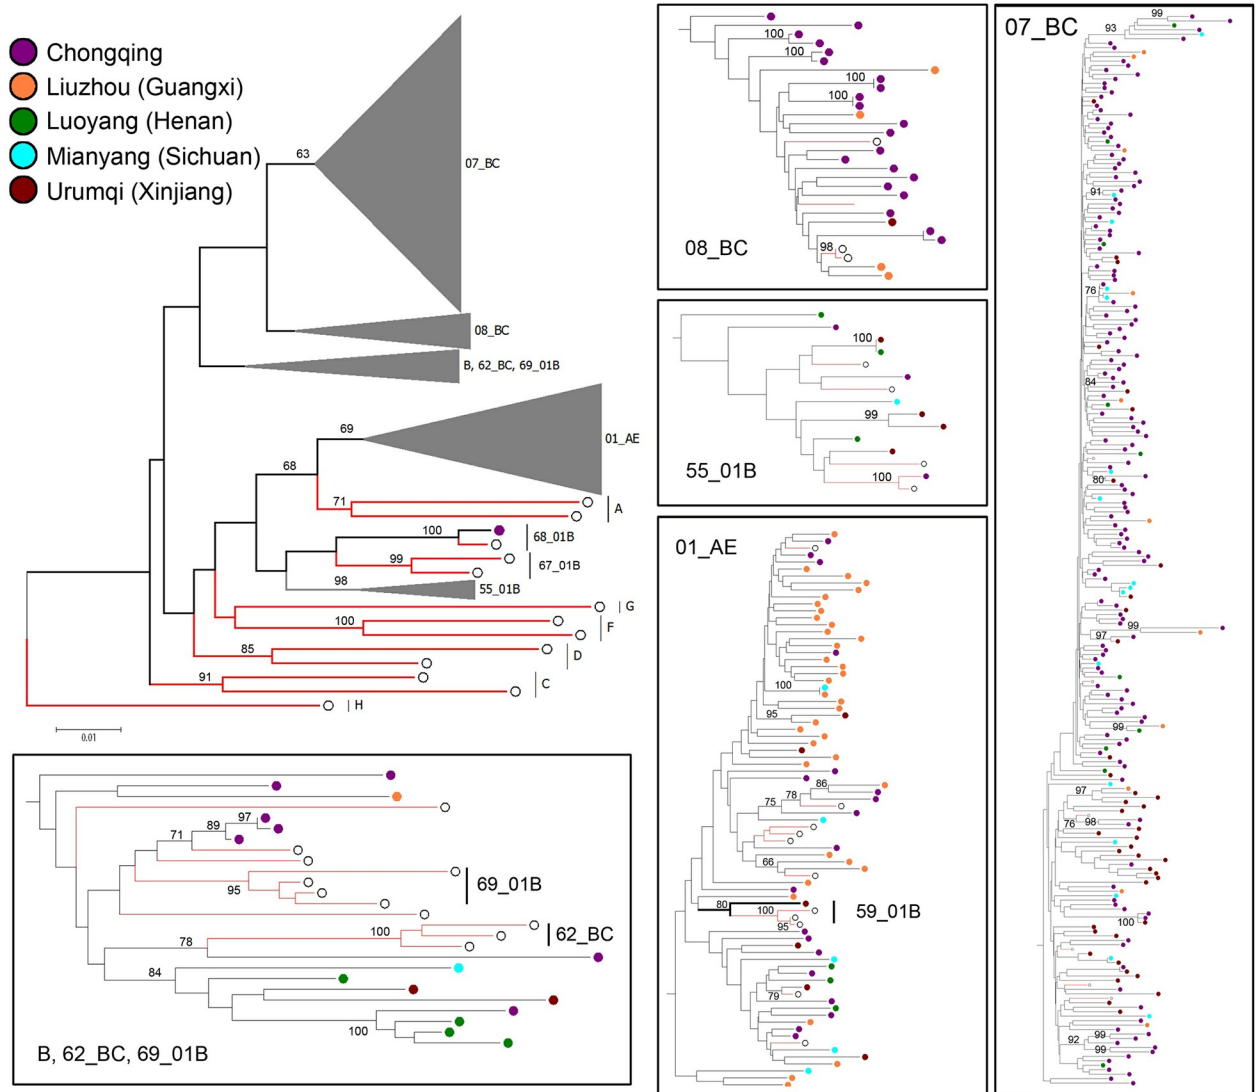 Chongqing
Liuzhou (Guangxi)
Luoyang (Henan)
Mianyang (Sichuan)
Urumqi (Xinjiang)
63
07_BC
08_BC
B, 62_BC, 69_01B
69
01_AE
68
71
A
100
68_01B
99
67_01B
98
55_01B
G
100
F
85
D
91
C
H
0.01
97
89
71
95
69_01B
100
62_BC
78
84
100
B, 62_BC, 69_01B
100
100
100
100
98
08_BC
100
99
100
55_01B
01_AE
100
95
86
78
75
66
80
100
95
59_01B
79
07_BC
99
93
91
76
84
80
99
97
99
97
76
98
100
92
99
99